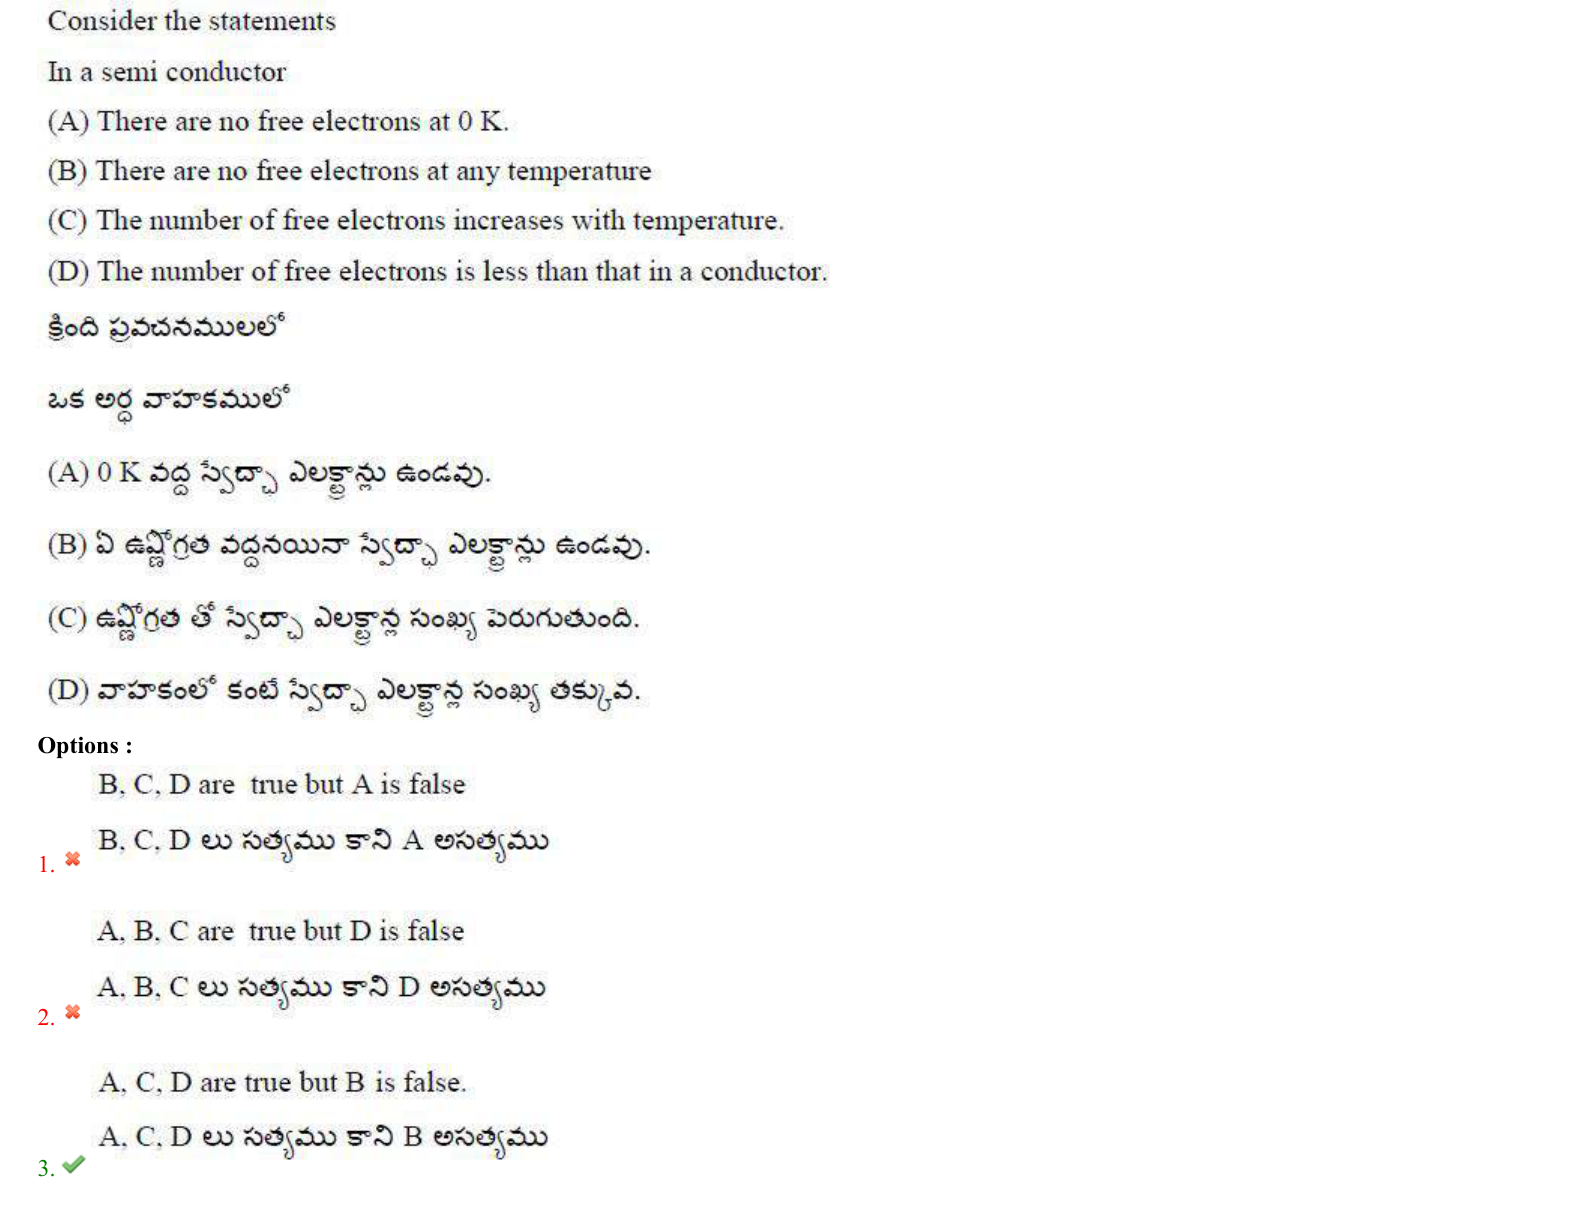 Consider the statements
In a semi conductor
(A) There are no free electrons at 0 K.
(B) There are no free electrons at any temperature
(C) The number of free electrons increases with temperature.
(D) The number of free electrons is less than that in a conductor.
క్రింది ప్రవచనములలో
ఒక అర్ధ వాహకములో
(A) 0 K వద్ద స్వేచ్ఛా ఎలక్ట్రాన్లు ఉండవు.
(B) ఏ ఉష్ణోగ్రత వద్దనయినా స్వేచ్ఛా ఎలక్ట్రాన్లు ఉండవు.
(C) ఉష్ణోగ్రత తో స్వేచ్ఛా ఎలక్ట్రాన్ల సంఖ్య పెరుగుతుంది.
(D) వాహకంలో కంటే స్వేచ్ఛా ఎలక్ట్రాన్ల సంఖ్య తక్కువ.
Options :
B, C, D are true but A is false
B, C, D లు సత్యము కాని A అసత్యము
1.
A, B, C are true but D is false
A, B, C లు సత్యము కాని D అసత్యము
2.
A, C, D are true but B is false.
A, C, D లు సత్యము కాని B అసత్యము
3.